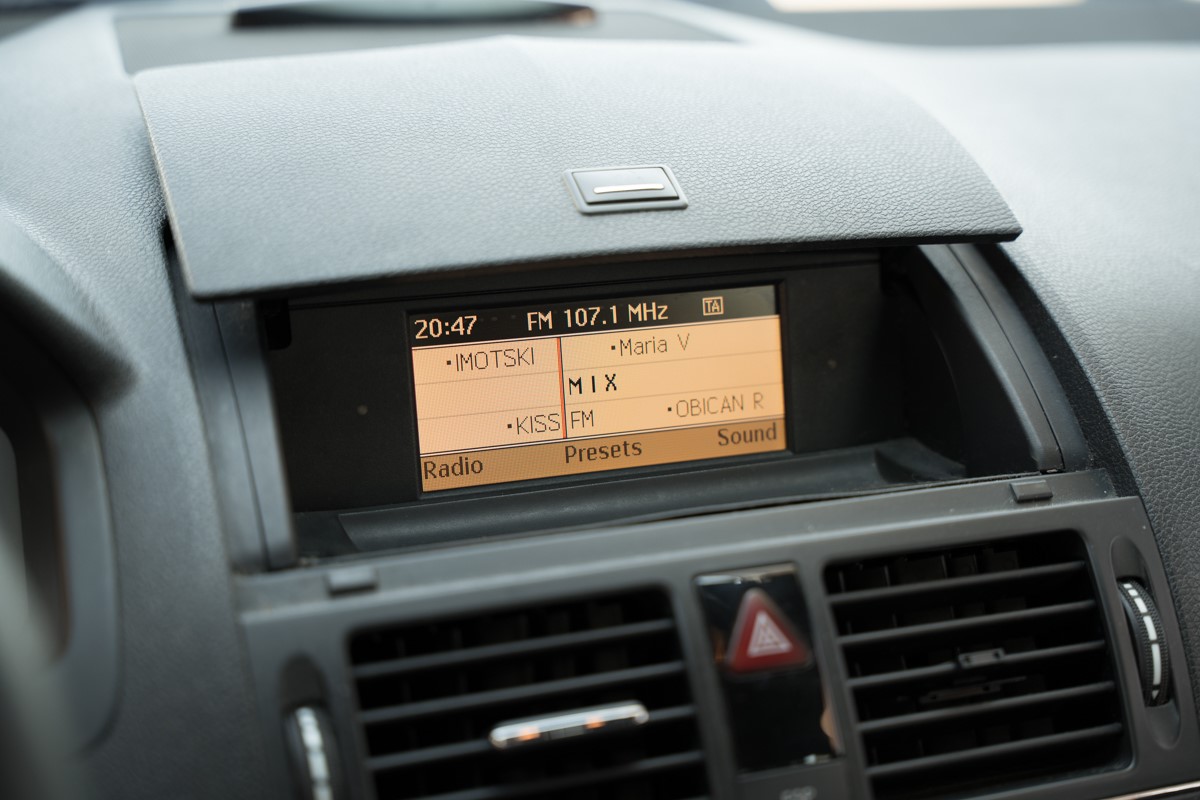 20:47 FM 107.1 MHz TA
·IMOTSKI ·Maria V
MIX
·KISS FM ·OBICAN R
Radio Presets Sound